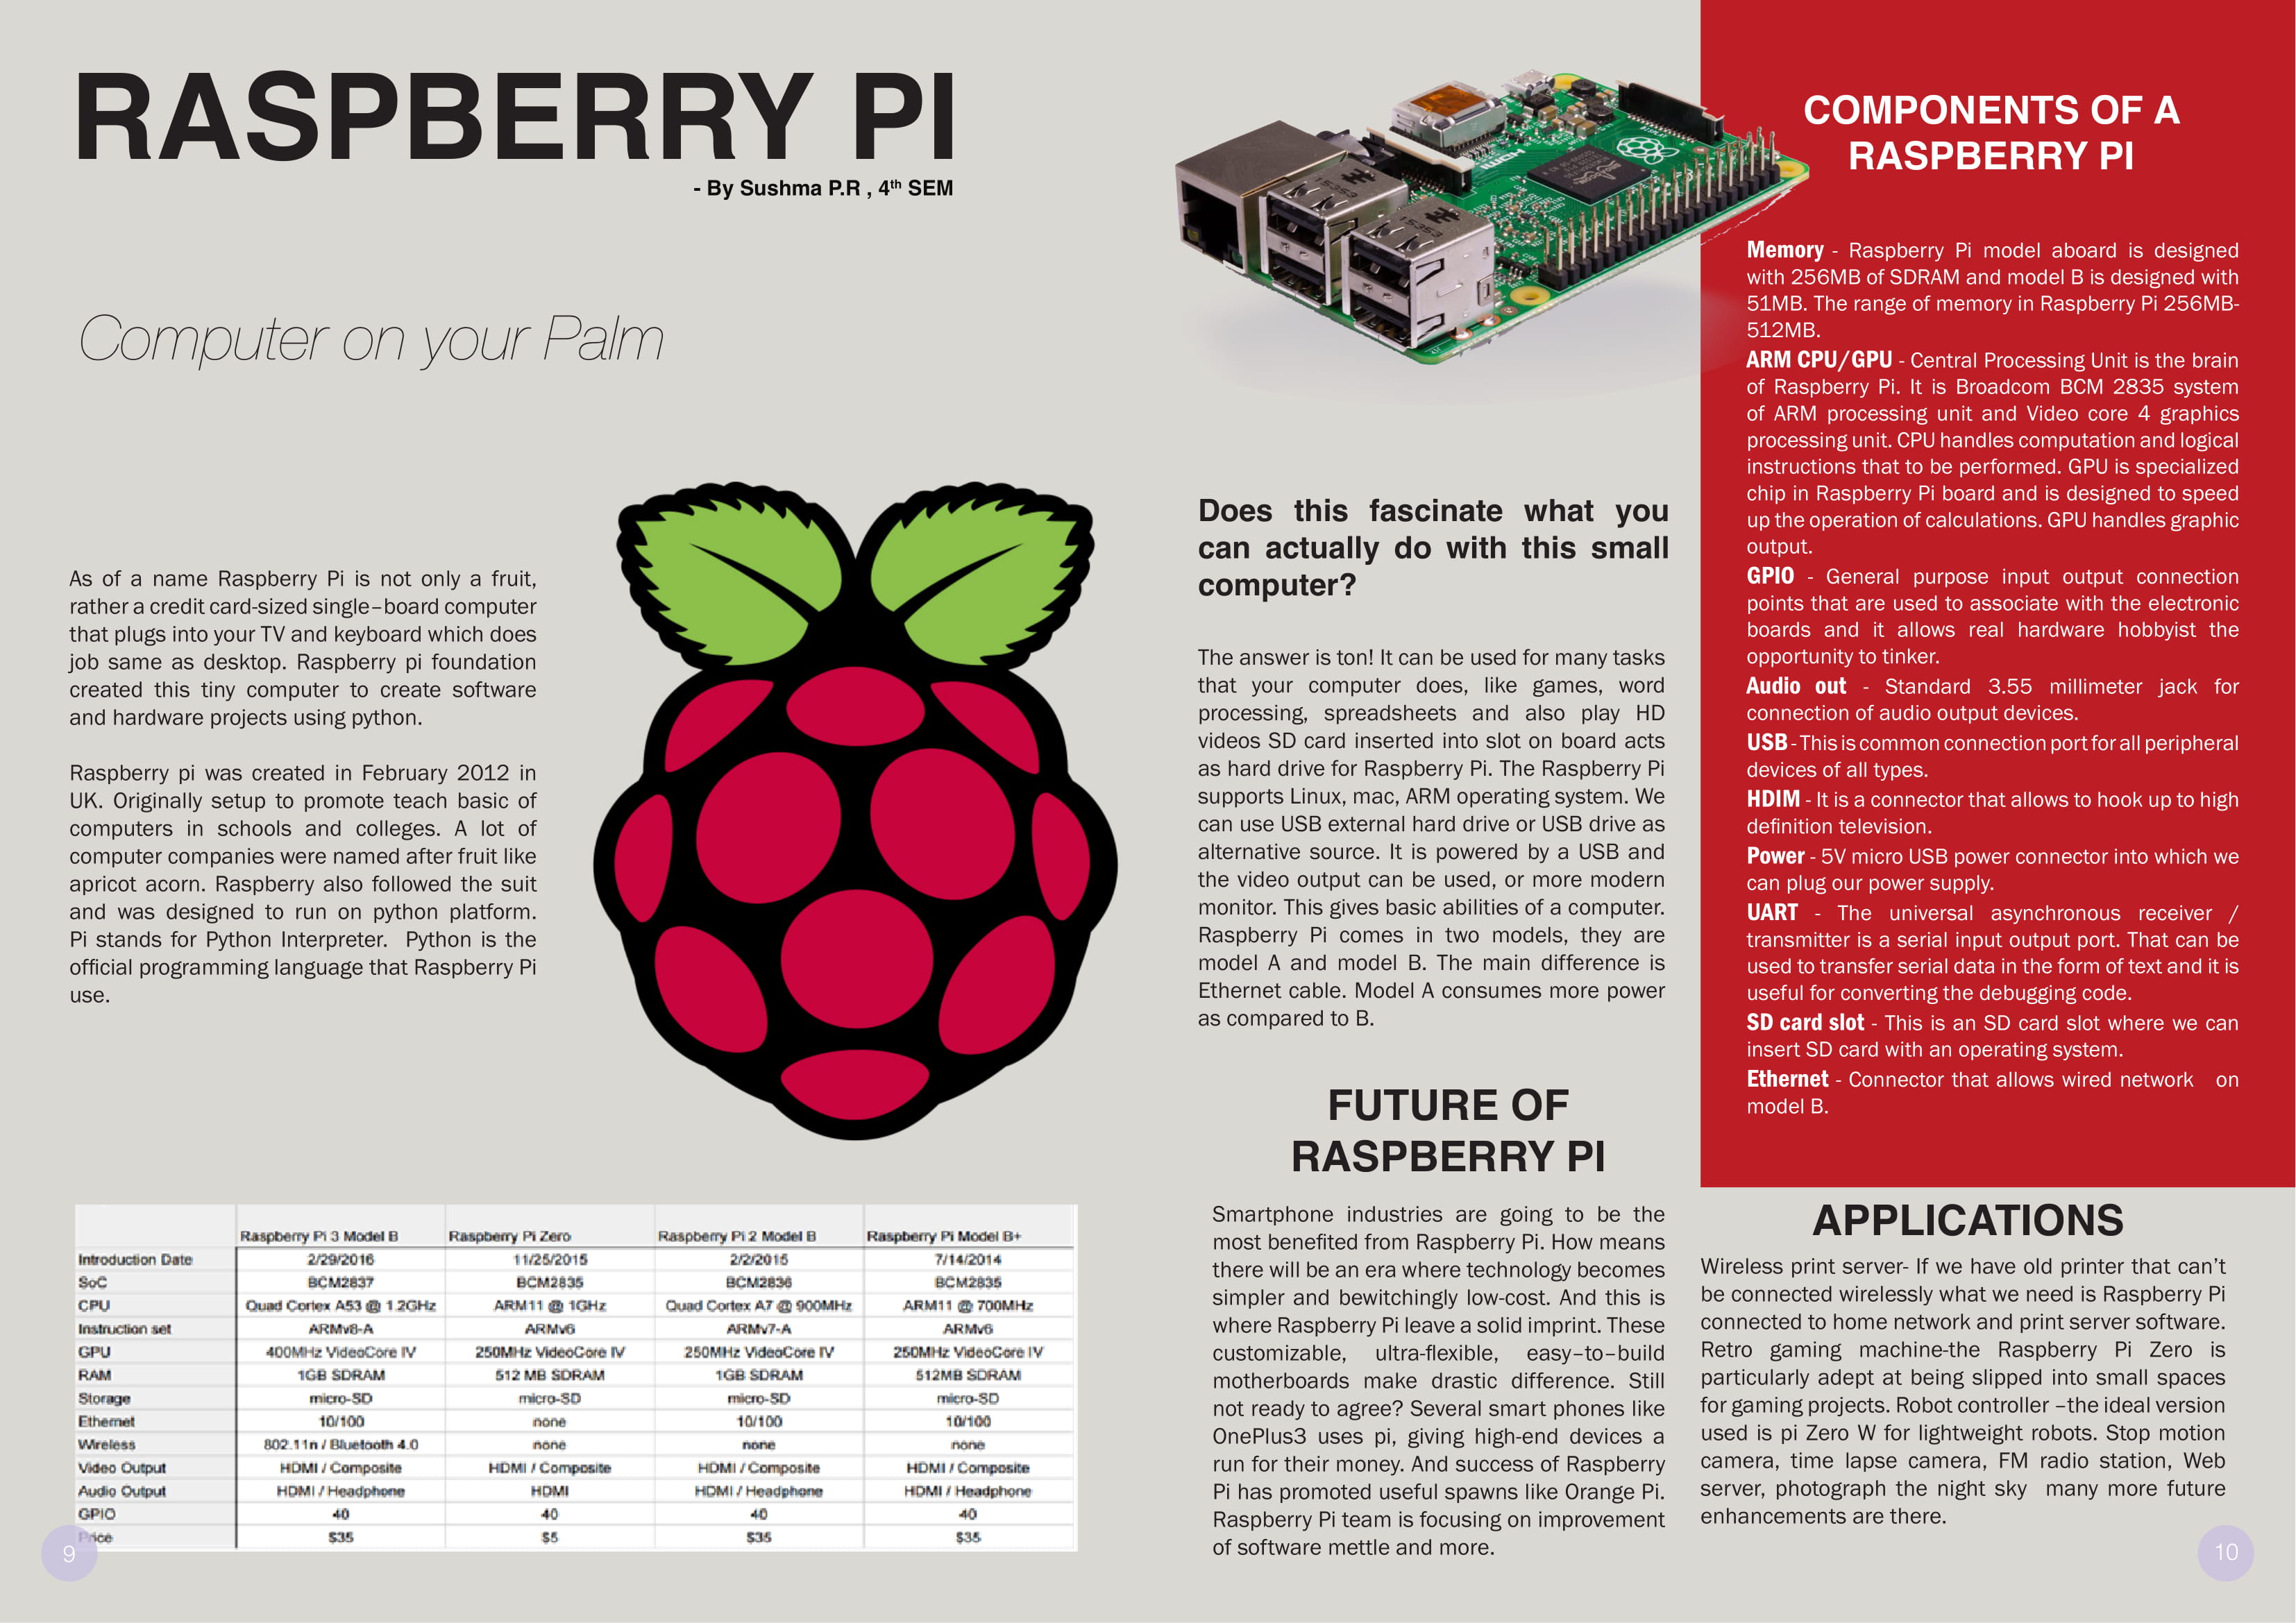 RASPBERRY PI
- By Sushma P.R , 4th SEM
Computer on your Palm
As of a name Raspberry Pi is not only a fruit,
rather a credit card-sized single–board computer
that plugs into your TV and keyboard which does
job same as desktop. Raspberry pi foundation
created this tiny computer to create software
and hardware projects using python.
Raspberry pi was created in February 2012 in
UK. Originally setup to promote teach basic of
computers in schools and colleges. A lot of
computer companies were named after fruit like
apricot acorn. Raspberry also followed the suit
and was designed to run on python platform.
Pi stands for Python Interpreter. Python is the
official programming language that Raspberry Pi
use.
Raspberry Pi 3 Model B Raspberry Pi Zero Raspberry Pi 2 Model B Raspberry Pi Model B+
Introduction Date 2/29/2016 11/25/2015 2/2/2015 7/14/2014
SoC BCM2837 BCM2835 BCM2836 BCM2835
CPU Quad Cortex A53 @ 1.2GHz ARM11 @ 1GHz Quad Cortex A7 @ 900MHz ARM11 @ 700MHz
Instruction set ARMv8-A ARMv6 ARMv7-A ARMv6
GPU 400MHz VideoCore IV 250MHz VideoCore IV 250MHz VideoCore IV 250MHz VideoCore IV
RAM 1GB SDRAM 512 MB SDRAM 1GB SDRAM 512MB SDRAM
Storage micro-SD micro-SD micro-SD micro-SD
Ethernet 10/100 none 10/100 10/100
Wireless 802.11n / Bluetooth 4.0 none none none
Video Output HDMI / Composite HDMI / Composite HDMI / Composite HDMI / Composite
Audio Output HDMI / Headphone HDMI HDMI / Headphone HDMI / Headphone
GPIO 40 40 40 40
Price $35 $5 $35 $35
9
HDMI
Does this fascinate what you
can actually do with this small
computer?
The answer is ton! It can be used for many tasks
that your computer does, like games, word
processing, spreadsheets and also play HD
videos SD card inserted into slot on board acts
as hard drive for Raspberry Pi. The Raspberry Pi
supports Linux, mac, ARM operating system. We
can use USB external hard drive or USB drive as
alternative source. It is powered by a USB and
the video output can be used, or more modern
monitor. This gives basic abilities of a computer.
Raspberry Pi comes in two models, they are
model A and model B. The main difference is
Ethernet cable. Model A consumes more power
as compared to B.
FUTURE OF
RASPBERRY PI
Smartphone industries are going to be the
most benefited from Raspberry Pi. How means
there will be an era where technology becomes
simpler and bewitchingly low-cost. And this is
where Raspberry Pi leave a solid imprint. These
customizable, ultra-flexible, easy–to–build
motherboards make drastic difference. Still
not ready to agree? Several smart phones like
OnePlus3 uses pi, giving high-end devices a
run for their money. And success of Raspberry
Pi has promoted useful spawns like Orange Pi.
Raspberry Pi team is focusing on improvement
of software mettle and more.
COMPONENTS OF A
RASPBERRY PI
Memory - Raspberry Pi model aboard is designed
with 256MB of SDRAM and model B is designed with
51MB. The range of memory in Raspberry Pi 256MB-
512MB.
ARM CPU/GPU - Central Processing Unit is the brain
of Raspberry Pi. It is Broadcom BCM 2835 system
of ARM processing unit and Video core 4 graphics
processing unit. CPU handles computation and logical
instructions that to be performed. GPU is specialized
chip in Raspberry Pi board and is designed to speed
up the operation of calculations. GPU handles graphic
output.
GPIO - General purpose input output connection
points that are used to associate with the electronic
boards and it allows real hardware hobbyist the
opportunity to tinker.
Audio out - Standard 3.55 millimeter jack for
connection of audio output devices.
USB - This is common connection port for all peripheral
devices of all types.
HDIM - It is a connector that allows to hook up to high
definition television.
Power - 5V micro USB power connector into which we
can plug our power supply.
UART - The universal asynchronous receiver /
transmitter is a serial input output port. That can be
used to transfer serial data in the form of text and it is
useful for converting the debugging code.
SD card slot - This is an SD card slot where we can
insert SD card with an operating system.
Ethernet - Connector that allows wired network on
model B.
APPLICATIONS
Wireless print server- If we have old printer that can’t
be connected wirelessly what we need is Raspberry Pi
connected to home network and print server software.
Retro gaming machine-the Raspberry Pi Zero is
particularly adept at being slipped into small spaces
for gaming projects. Robot controller –the ideal version
used is pi Zero W for lightweight robots. Stop motion
camera, time lapse camera, FM radio station, Web
server, photograph the night sky many more future
enhancements are there.
10